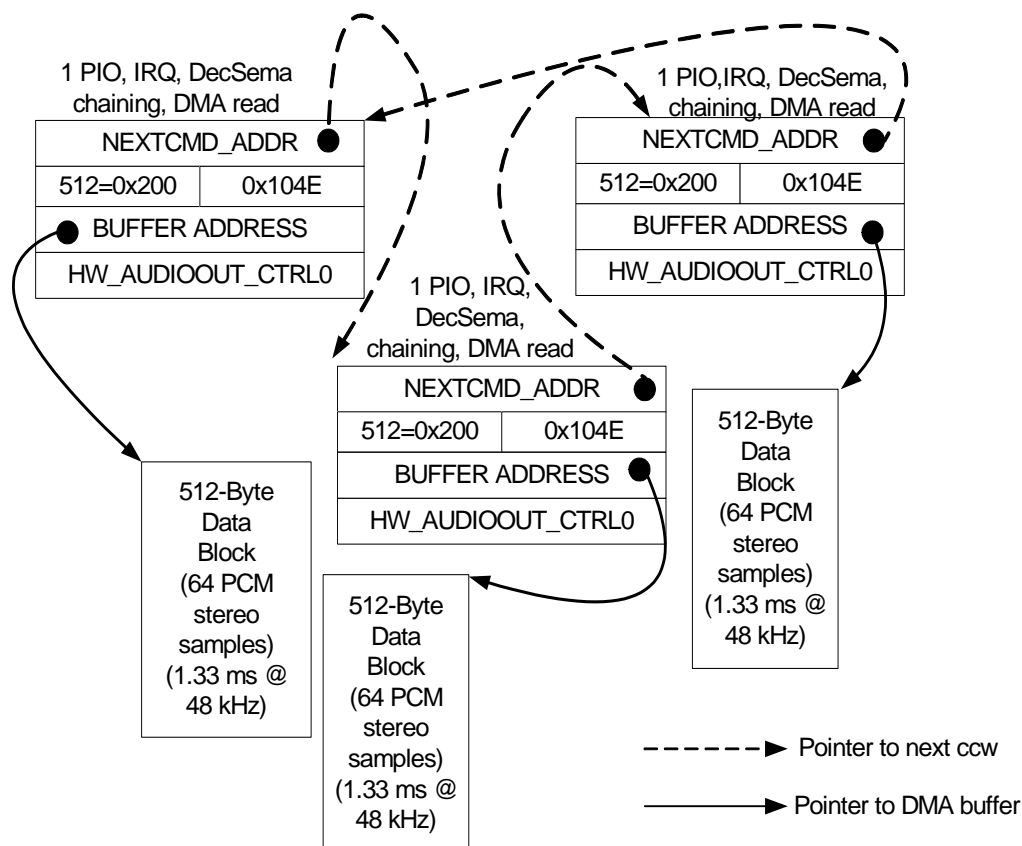 1 PIO, IRQ, DecSema
chaining, DMA read
NEXTCMD_ADDR
512=0x200 0x104E
BUFFER ADDRESS
HW_AUDIOOUT_CTRL0
1 PIO,IRQ, DecSema,
chaining, DMA read
NEXTCMD_ADDR
512=0x200 0x104E
BUFFER ADDRESS
HW_AUDIOOUT_CTRL0
1 PIO, IRQ,
DecSema,
chaining, DMA read
NEXTCMD_ADDR
512=0x200 0x104E
BUFFER ADDRESS
HW_AUDIOOUT_CTRL0
512-Byte
Data
Block
(64 PCM
stereo
samples)
(1.33 ms @
48 kHz)
512-Byte
Data
Block
(64 PCM
stereo
samples)
(1.33 ms @
48 kHz)
512-Byte
Data
Block
(64 PCM
stereo
samples)
(1.33 ms @
48 kHz)
Pointer to next ccw
Pointer to DMA buffer